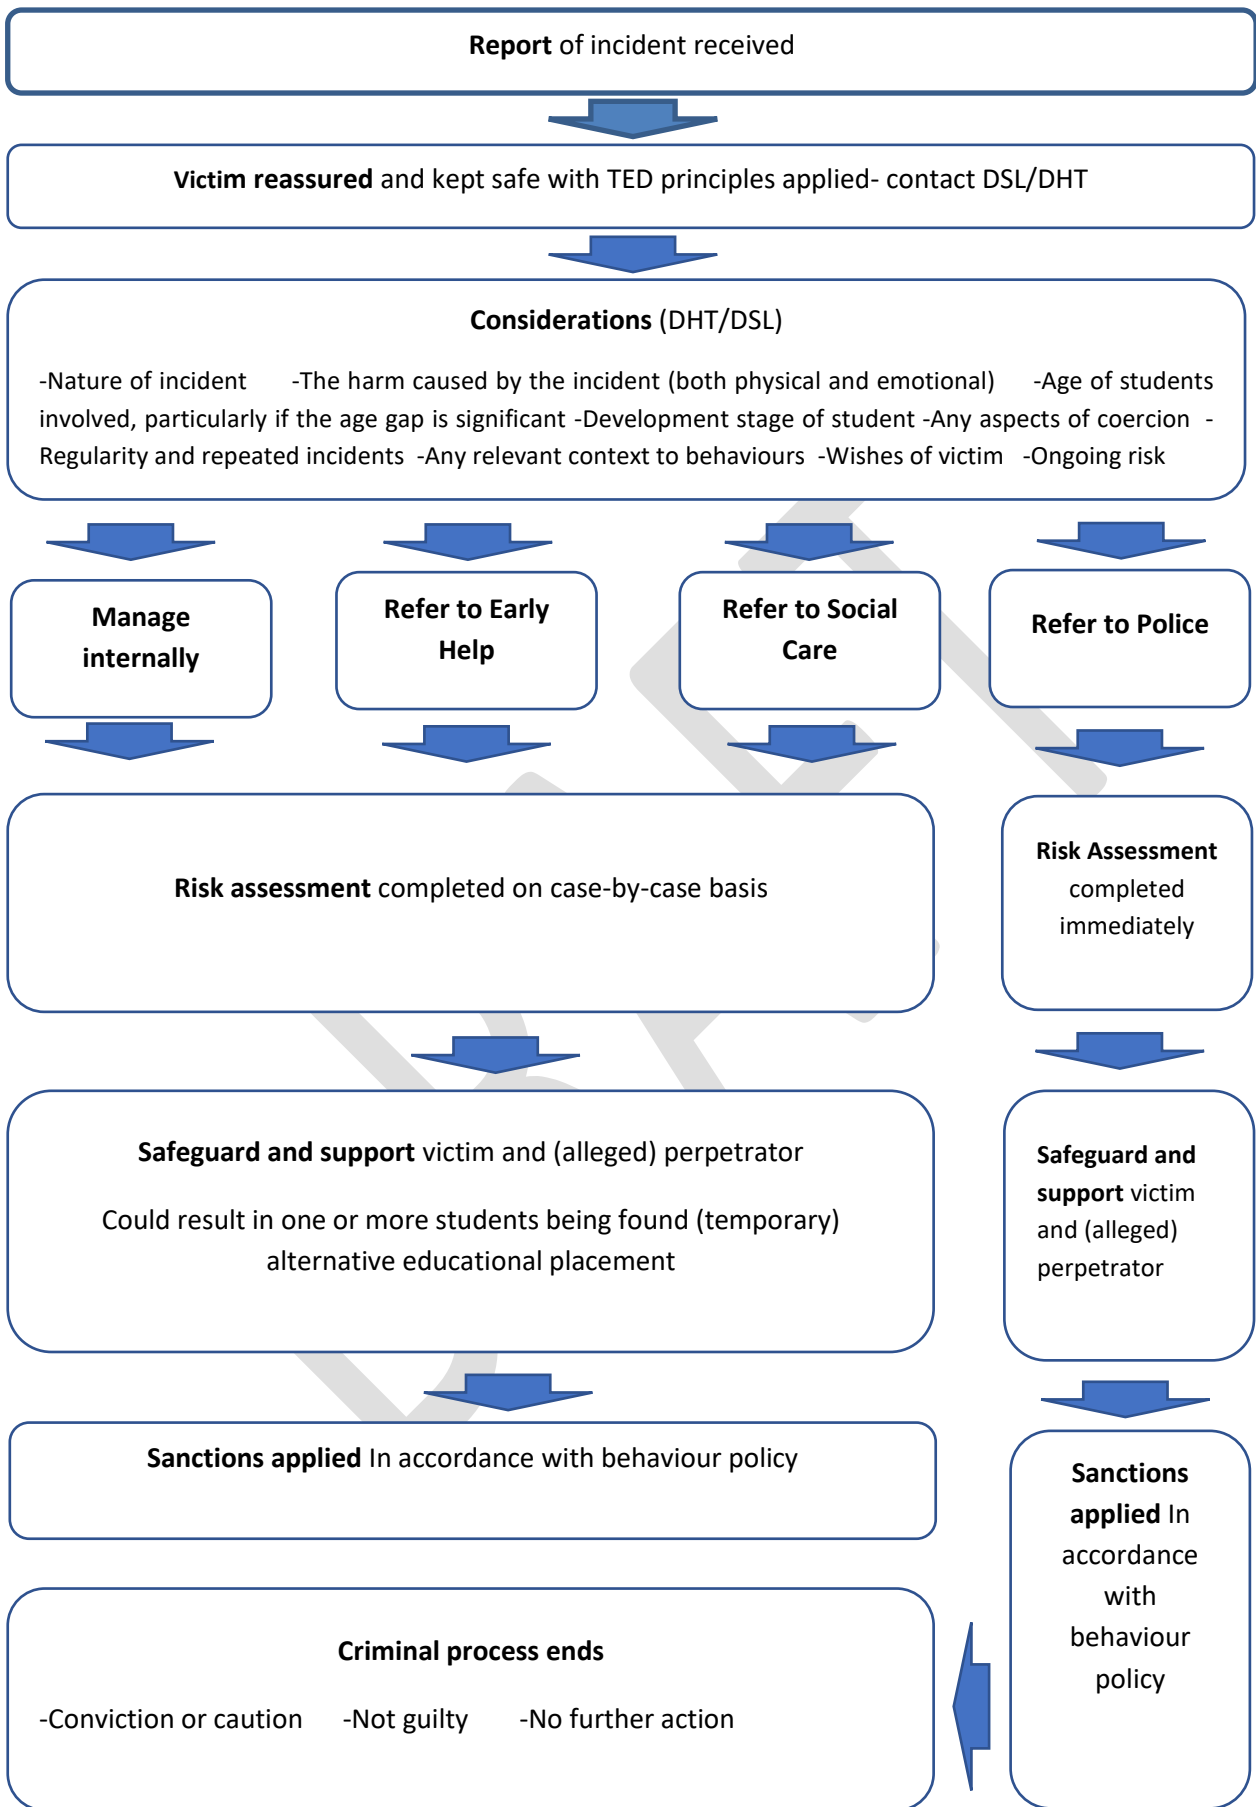 Report of incident received
Victim reassured and kept safe with TED principles applied- contact DSL/DHT
Considerations (DHT/DSL)
-Nature of incident -The harm caused by the incident (both physical and emotional) -Age of students
involved, particularly if the age gap is significant -Development stage of student -Any aspects of coercion -
Regularity and repeated incidents -Any relevant context to behaviours -Wishes of victim -Ongoing risk
Manage
internally
Refer to Early
Help
Refer to Social
Care
Refer to Police
Risk assessment completed on case-by-case basis
Risk Assessment
completed
immediately
Safeguard and support victim and (alleged) perpetrator
Could result in one or more students being found (temporary)
alternative educational placement
Safeguard and
support victim
and (alleged)
perpetrator
Sanctions applied In accordance with behaviour policy
Sanctions
applied In
accordance
with
behaviour
policy
Criminal process ends
-Conviction or caution -Not guilty -No further action
DRAFT